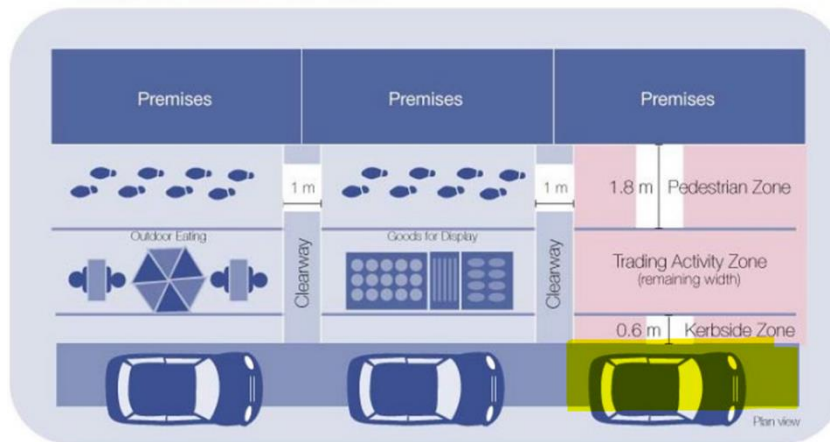 Premises
Premises
Premises
1 m
1 m
1.8 m
Pedestrian Zone
Outdoor Eating
Goods for Display
Clearway
Clearway
Trading Activity Zone
(remaining width)
0.6 m
Kerbside Zone
Plan view